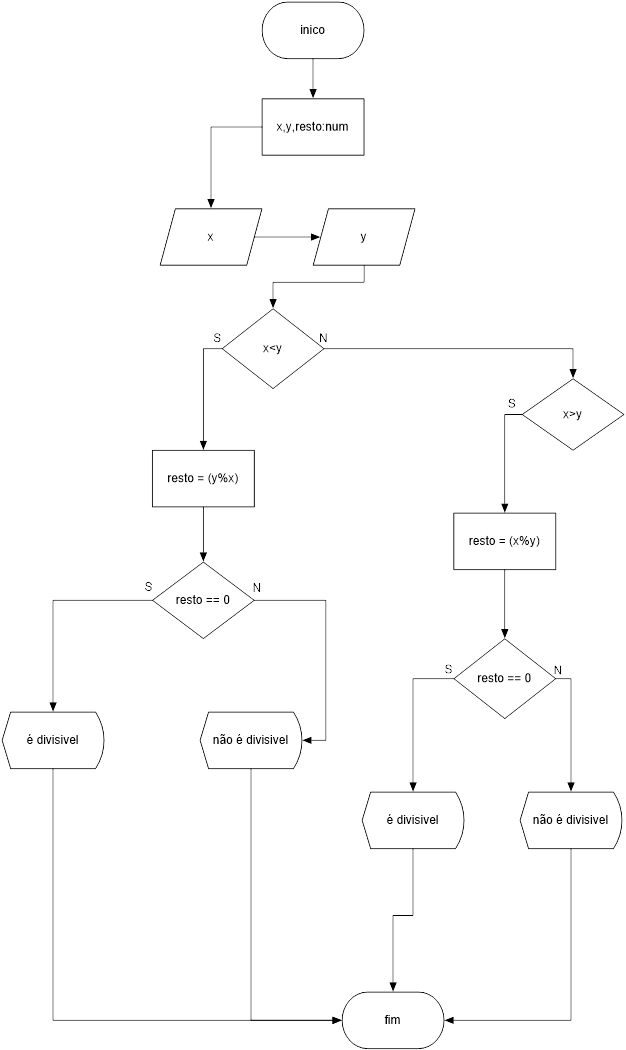 inico
x,y,resto:num
x
y
x<y
S
N
x>y
S
resto = (y%x)
resto = (x%y)
resto == 0
S
N
resto == 0
S
N
é divisivel
não é divisivel
é divisivel
não é divisivel
fim